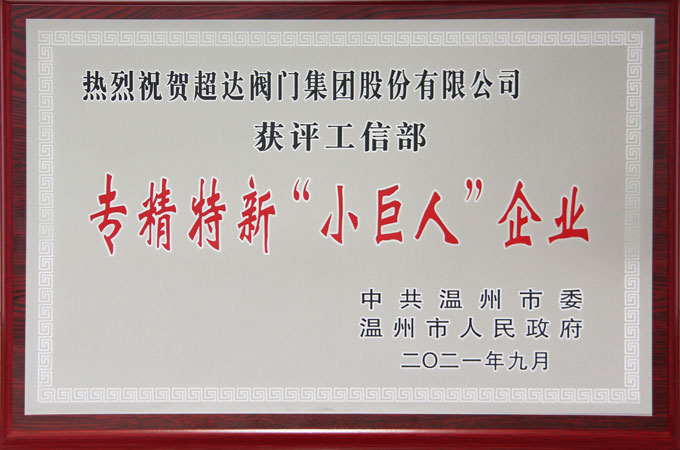 热烈祝贺超达阀门集团股份有限公司
获评工信部
专精特新“小巨人”企业
中共温州市委
温州市人民政府
二〇二一年九月